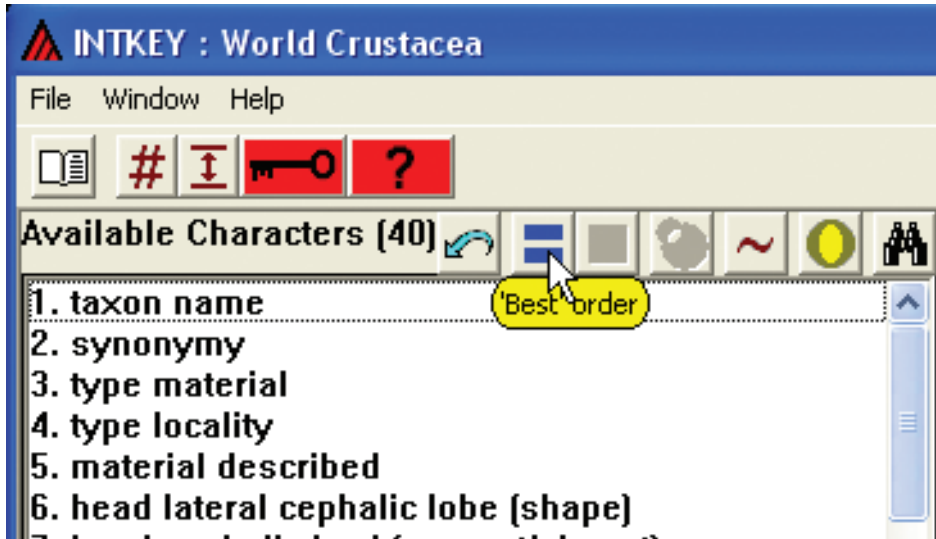 INTKEY : World Crustacea
File Window Help
# ?
Available Characters (40)
'Best' order
1. taxon name
2. synonymy
3. type material
4. type locality
5. material described
6. head lateral cephalic lobe (shape)